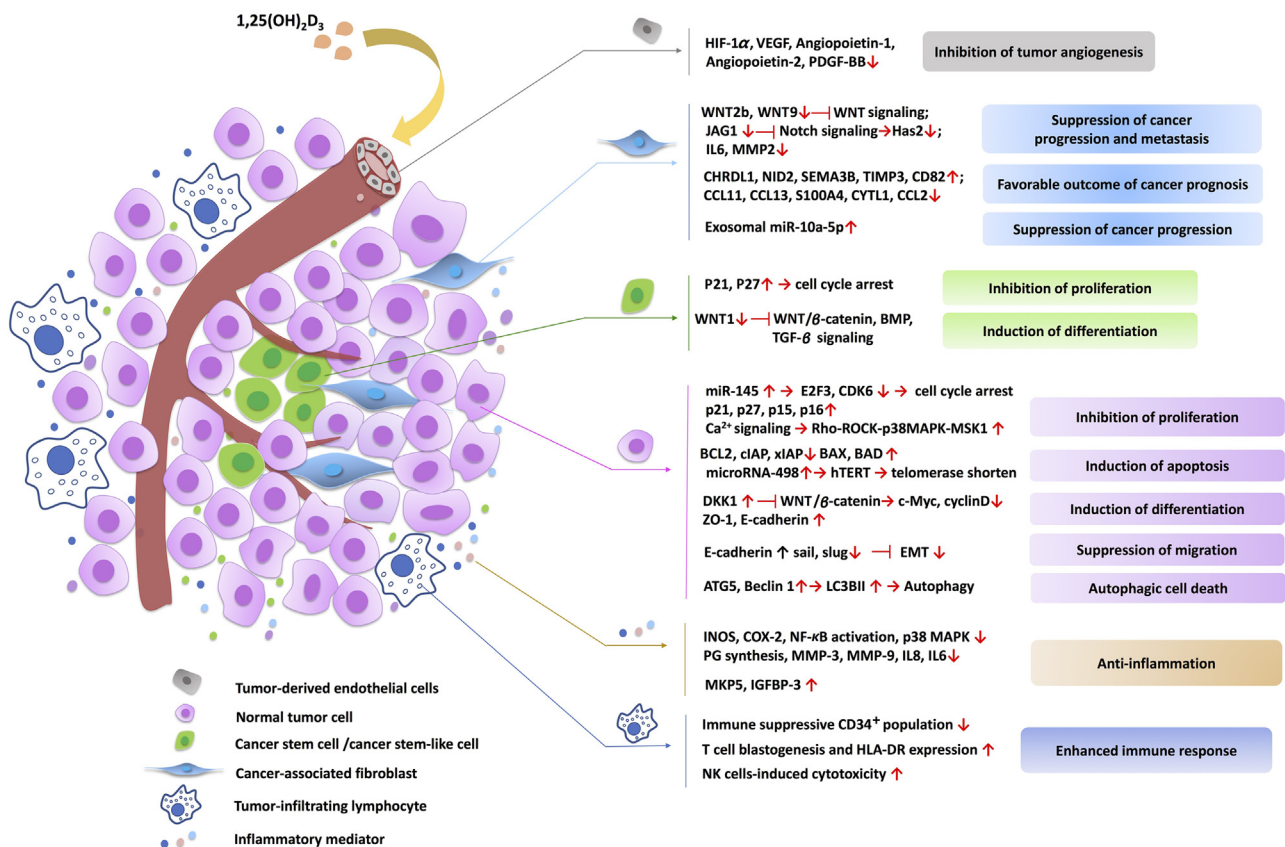 1,25(OH)₂D₃
HIF-1α, VEGF, Angiopoietin-1,
Angiopoietin-2, PDGF-BB↓
Inhibition of tumor angiogenesis
WNT2b, WNT9↓⊣WNT signaling;
JAG1 ↓⊣ Notch signaling→Has2↓;
IL6, MMP2↓
Suppression of cancer
progression and metastasis
CHRDL1, NID2, SEMA3B, TIMP3, CD82↑;
CCL11, CCL13, S100A4, CYTL1, CCL2↓
Favorable outcome of cancer prognosis
Exosomal miR-10a-5p↑
Suppression of cancer progression
P21, P27↑ → cell cycle arrest
Inhibition of proliferation
WNT1↓ ⊣WNT/β-catenin, BMP,
TGF-β signaling
Induction of differentiation
miR-145 ↑ → E2F3, CDK6 ↓ → cell cycle arrest
p21, p27, p15, p16↑
Ca²⁺ signaling → Rho-ROCK-p38MAPK-MSK1 ↑
Inhibition of proliferation
BCL2, cIAP, xIAP↓ BAX, BAD ↑
microRNA-498↑→ hTERT → telomerase shorten
Induction of apoptosis
DKK1 ↑ ⊣WNT/β-catenin→ c-Myc, cyclinD↓
ZO-1, E-cadherin ↑
Induction of differentiation
E-cadherin ↑ sail, slug↓ ⊣ EMT ↓
Suppression of migration
ATG5, Beclin 1↑→ LC3BII ↑ → Autophagy
Autophagic cell death
INOS, COX-2, NF-κB activation, p38 MAPK ↓
PG synthesis, MMP-3, MMP-9, IL8, IL6↓
MKP5, IGFBP-3 ↑
Anti-inflammation
Immune suppressive CD34⁺ population ↓
T cell blastogenesis and HLA-DR expression ↑
NK cells-induced cytotoxicity ↑
Enhanced immune response
Tumor-derived endothelial cells
Normal tumor cell
Cancer stem cell /cancer stem-like cell
Cancer-associated fibroblast
Tumor-infiltrating lymphocyte
Inflammatory mediator